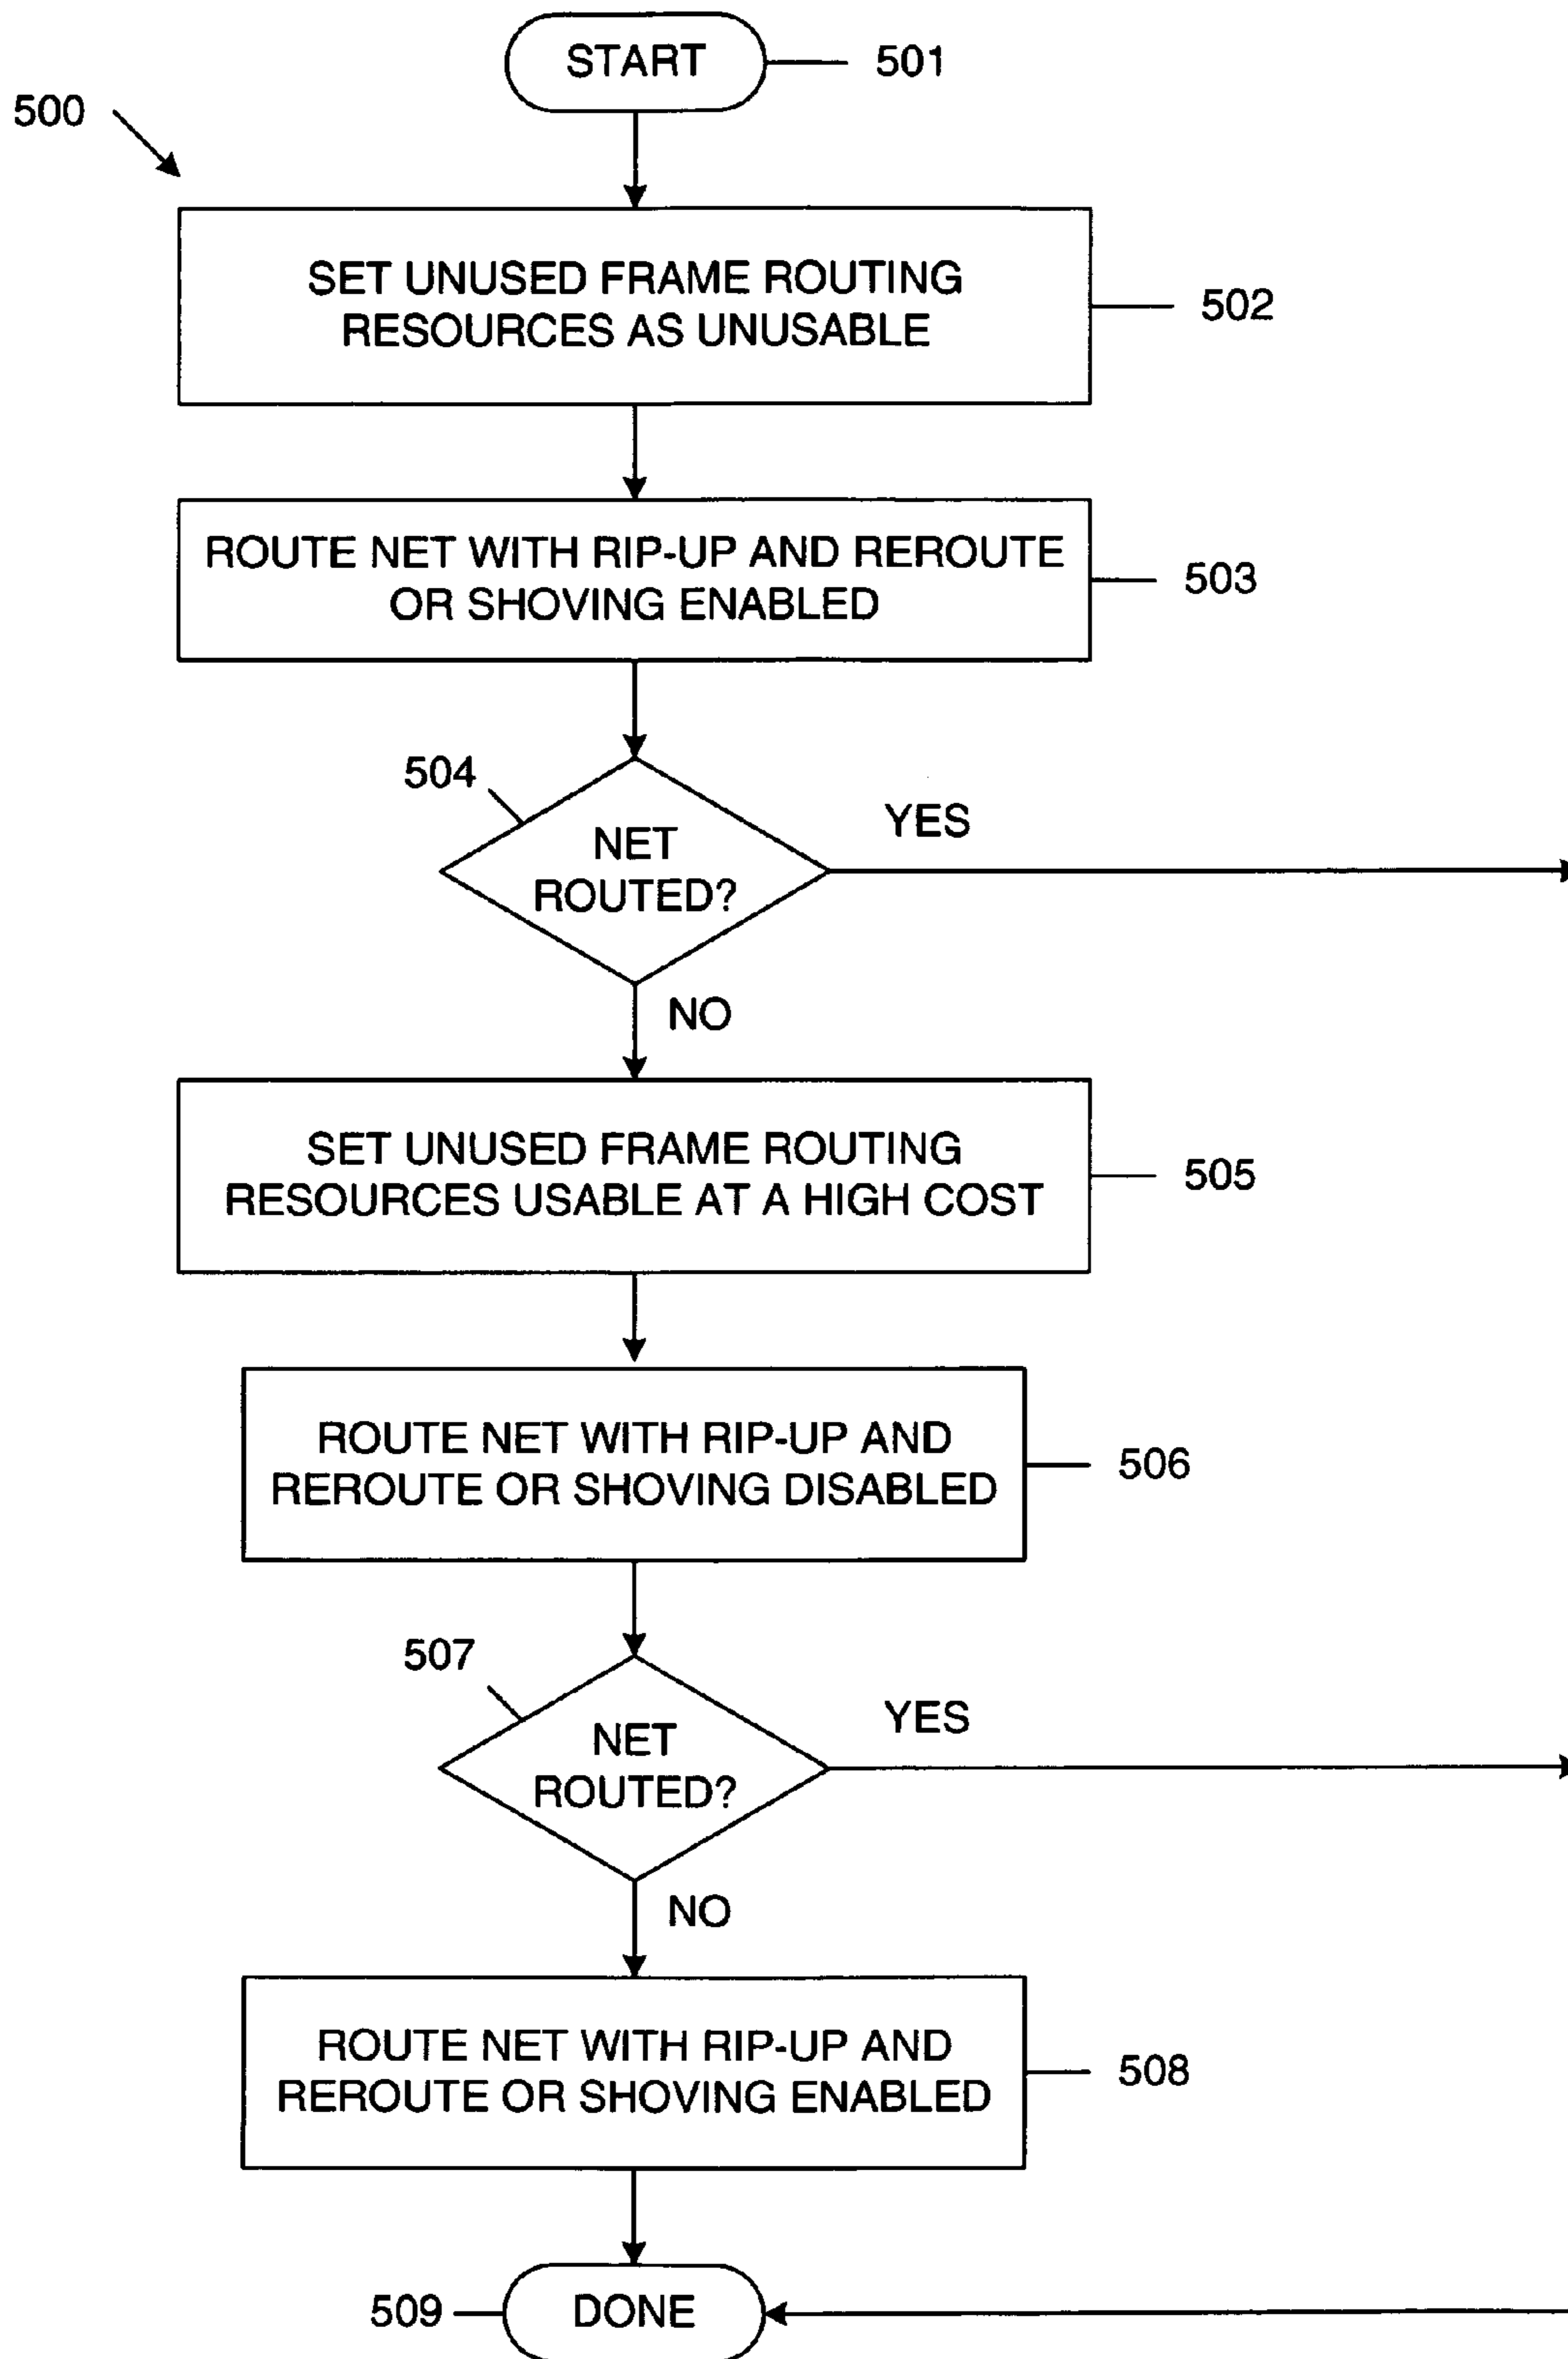 START
501
500
SET UNUSED FRAME ROUTING
RESOURCES AS UNUSABLE
502
ROUTE NET WITH RIP-UP AND REROUTE
OR SHOVING ENABLED
503
504
NET
ROUTED?
YES
NO
SET UNUSED FRAME ROUTING
RESOURCES USABLE AT A HIGH COST
505
ROUTE NET WITH RIP-UP AND
REROUTE OR SHOVING DISABLED
506
507
NET
ROUTED?
YES
NO
ROUTE NET WITH RIP-UP AND
REROUTE OR SHOVING ENABLED
508
509
DONE